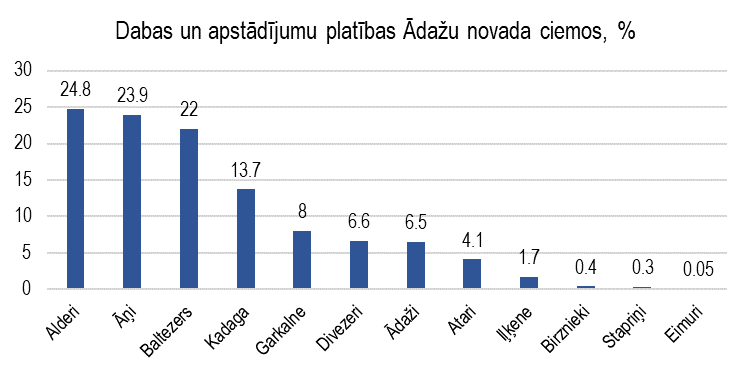 Dabas un apstādījumu platības Ādažu novada ciemos, %
30
25
20
15
10
5
0
24.8
23.9
22
13.7
8
6.6
6.5
4.1
1.7
0.4
0.3
0.05
Alderi
Āņi
Baltezers
Kadaga
Garkalne
Divezeri
Ādaži
Atari
Iļķene
Birznieki
Stapriņi
Eimuri